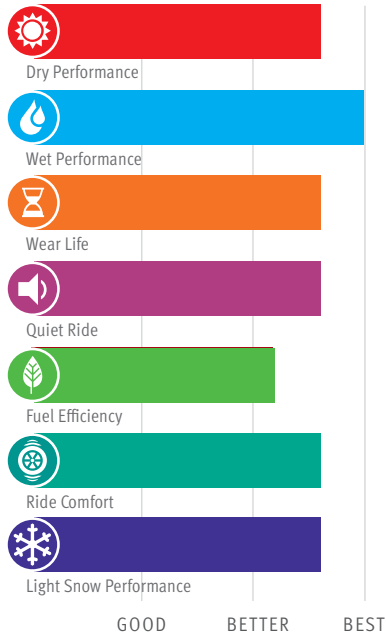 Dry Performance
Wet Performance
Wear Life
Quiet Ride
Fuel Efficiency
Ride Comfort
Light Snow Performance
GOOD BETTER BEST